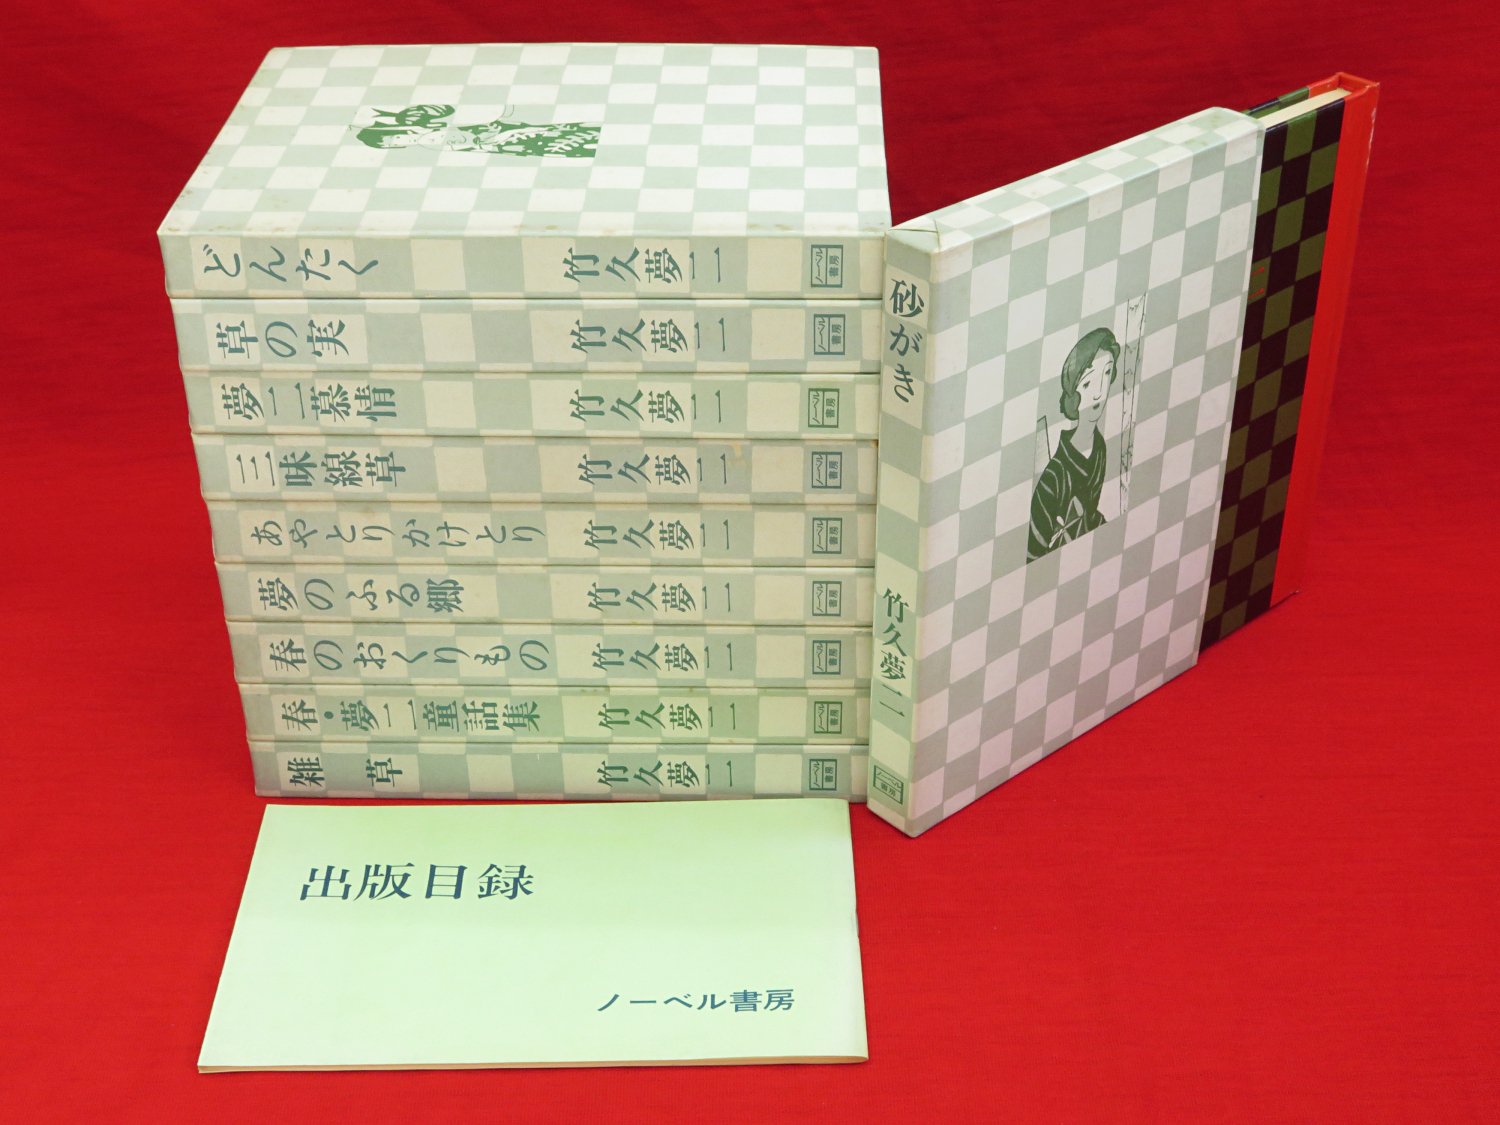 どんたく 竹久夢二 ノーベル書房
草の実 竹久夢二 ノーベル書房
夢二慕情 竹久夢二 ノーベル書房
三味線草 竹久夢二 ノーベル書房
あやとりかけとり 竹久夢二 ノーベル書房
夢のふる郷 竹久夢二 ノーベル書房
春のおくりもの 竹久夢二 ノーベル書房
春・夢二童話集 竹久夢二 ノーベル書房
雑草 竹久夢二 ノーベル書房
砂がき 竹久夢二 ノーベル書房
出版目録
ノーベル書房